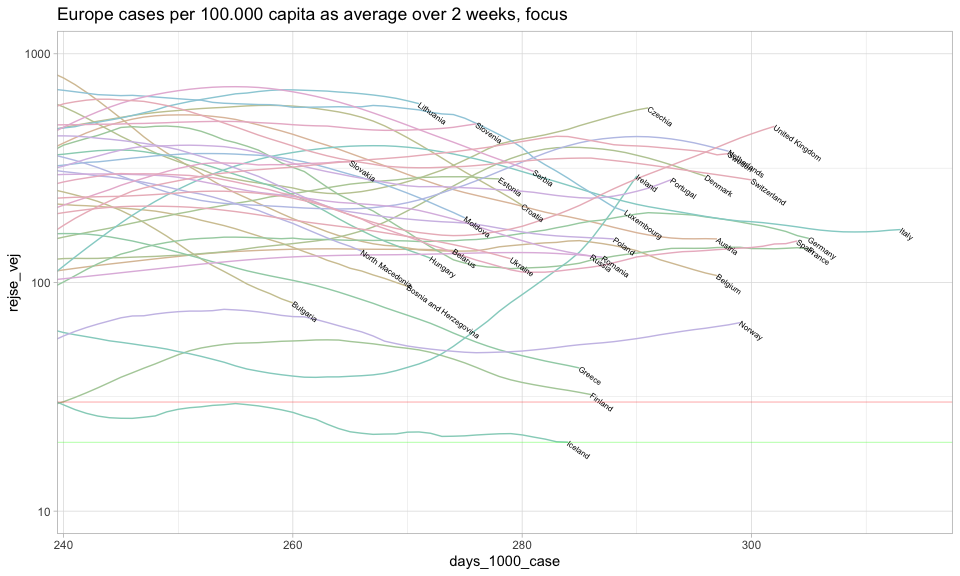 Europe cases per 100.000 capita as average over 2 weeks, focus
1000
Lithuania
Czechia
Slovenia
United Kingdom
Netherlands
Slovakia
Serbia
Estonia
Ireland
Portugal
Denmark
Switzerland
Croatia
Moldova
Luxembourg
Italy
Poland
Austria
Germany
Spain
France
North Macedonia
Hungary
Belarus
Ukraine
Russia
Romania
100
Bosnia and Herzegovina
Belgium
Bulgaria
Norway
Greece
Finland
Iceland
10
rejse_vej
240
260
280
300
days_1000_case